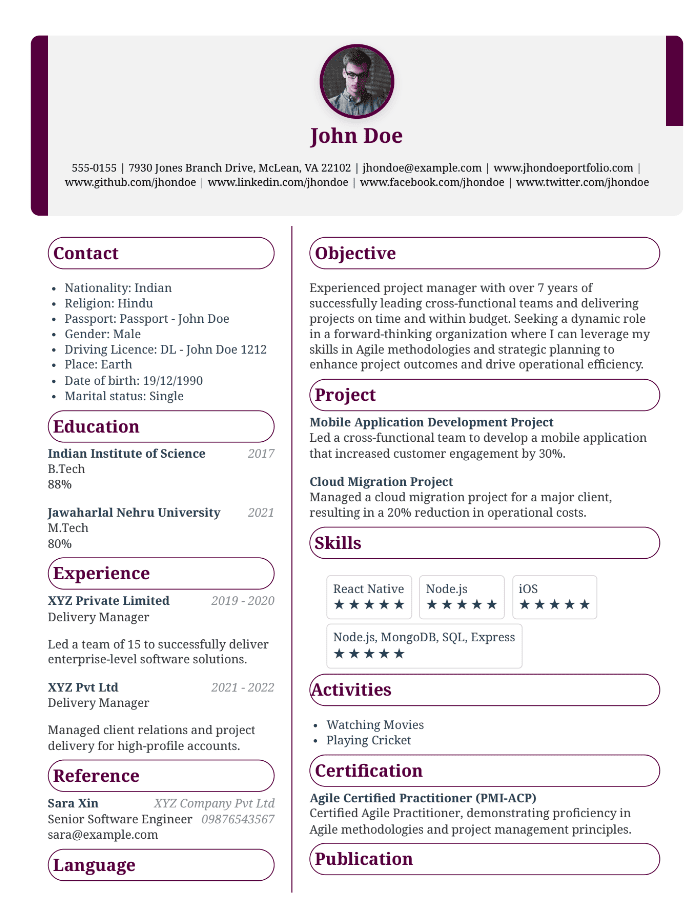 John Doe
555-0155 | 7930 Jones Branch Drive, McLean, VA 22102 | jhondoe@example.com | www.jhondoeportfolio.com |
www.github.com/jhondoe | www.linkedin.com/jhondoe | www.facebook.com/jhondoe | www.twitter.com/jhondoe
Contact
• Nationality: Indian
• Religion: Hindu
• Passport: Passport - John Doe
• Gender: Male
• Driving Licence: DL - John Doe 1212
• Place: Earth
• Date of birth: 19/12/1990
• Marital status: Single
Education
Indian Institute of Science 2017
B.Tech
88%
Jawaharlal Nehru University 2021
M.Tech
80%
Experience
XYZ Private Limited 2019 - 2020
Delivery Manager
Led a team of 15 to successfully deliver
enterprise-level software solutions.
XYZ Pvt Ltd 2021 - 2022
Delivery Manager
Managed client relations and project
delivery for high-profile accounts.
Reference
Sara Xin XYZ Company Pvt Ltd
Senior Software Engineer 09876543567
sara@example.com
Language
Objective
Experienced project manager with over 7 years of
successfully leading cross-functional teams and delivering
projects on time and within budget. Seeking a dynamic role
in a forward-thinking organization where I can leverage my
skills in Agile methodologies and strategic planning to
enhance project outcomes and drive operational efficiency.
Project
Mobile Application Development Project
Led a cross-functional team to develop a mobile application
that increased customer engagement by 30%.
Cloud Migration Project
Managed a cloud migration project for a major client,
resulting in a 20% reduction in operational costs.
Skills
React Native Node.js iOS
★★★★★ ★★★★★ ★★★★★
Node.js, MongoDB, SQL, Express
★★★★★
Activities
• Watching Movies
• Playing Cricket
Certification
Agile Certified Practitioner (PMI-ACP)
Certified Agile Practitioner, demonstrating proficiency in
Agile methodologies and project management principles.
Publication